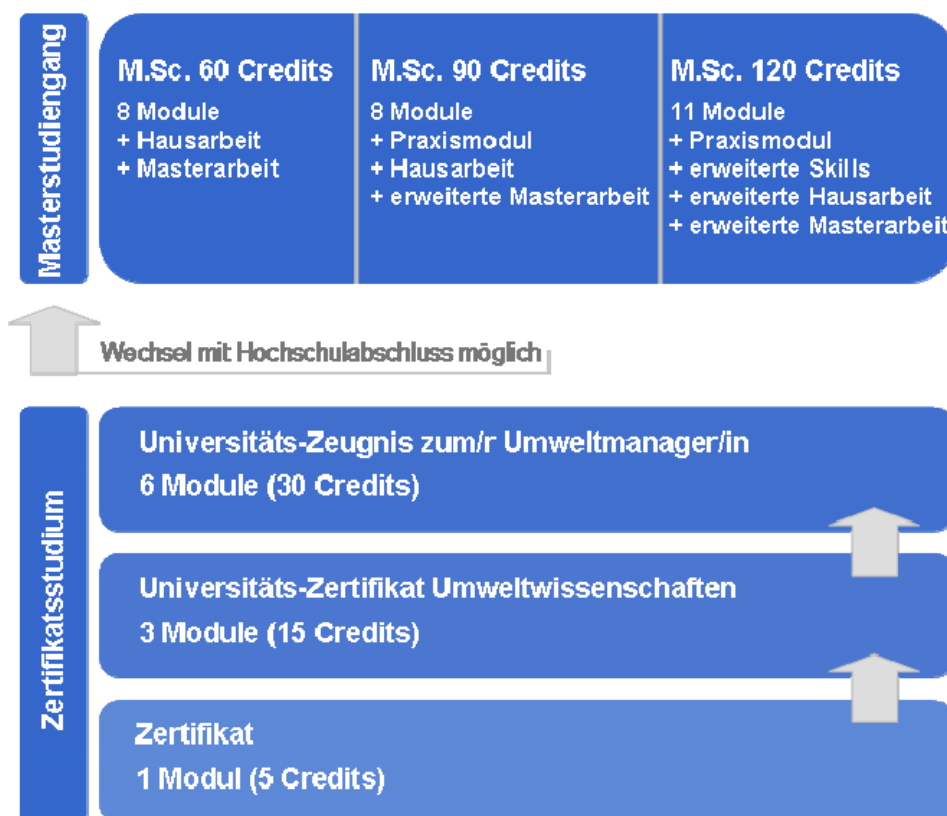 Masterstudiengang
M.Sc. 60 Credits
8 Module
+ Hausarbeit
+ Masterarbeit
M.Sc. 90 Credits
8 Module
+ Praxismodul
+ Hausarbeit
+ erweiterte Masterarbeit
M.Sc. 120 Credits
11 Module
+ Praxismodul
+ erweiterte Skills
+ erweiterte Hausarbeit
+ erweiterte Masterarbeit
Wechsel mit Hochschulabschluss möglich
Zertifikatsstudium
Universitäts-Zeugnis zum/r Umweltmanager/in
6 Module (30 Credits)
Universitäts-Zertifikat Umweltwissenschaften
3 Module (15 Credits)
Zertifikat
1 Modul (5 Credits)